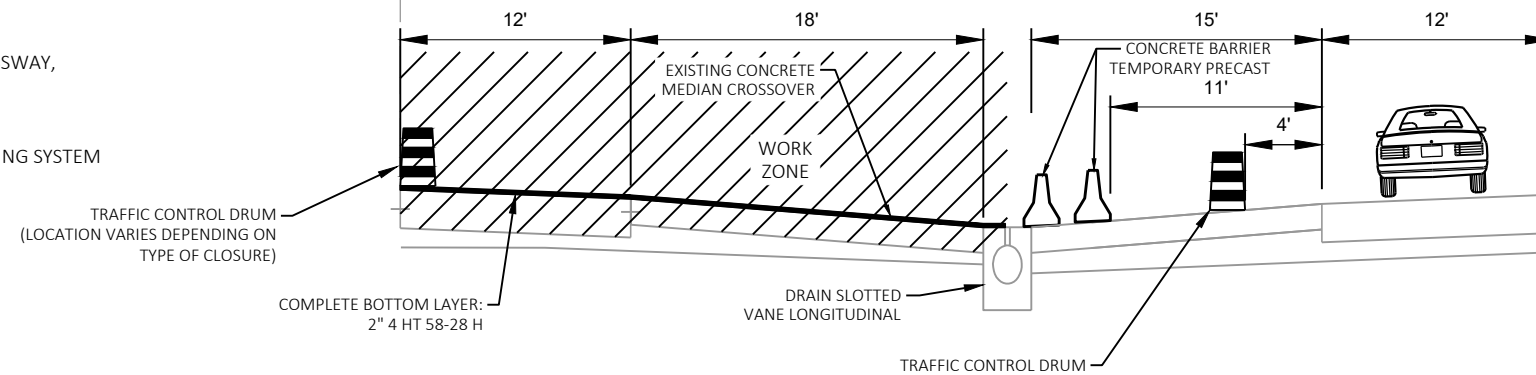 12'
18'
15'
12'
SWAY,
EXISTING CONCRETE
MEDIAN CROSSOVER
CONCRETE BARRIER
TEMPORARY PRECAST
11'
4'
WORK
ZONE
NG SYSTEM
TRAFFIC CONTROL DRUM
(LOCATION VARIES DEPENDING ON
TYPE OF CLOSURE)
COMPLETE BOTTOM LAYER:
2" 4 HT 58-28 H
DRAIN SLOTTED
VANE LONGITUDINAL
TRAFFIC CONTROL DRUM